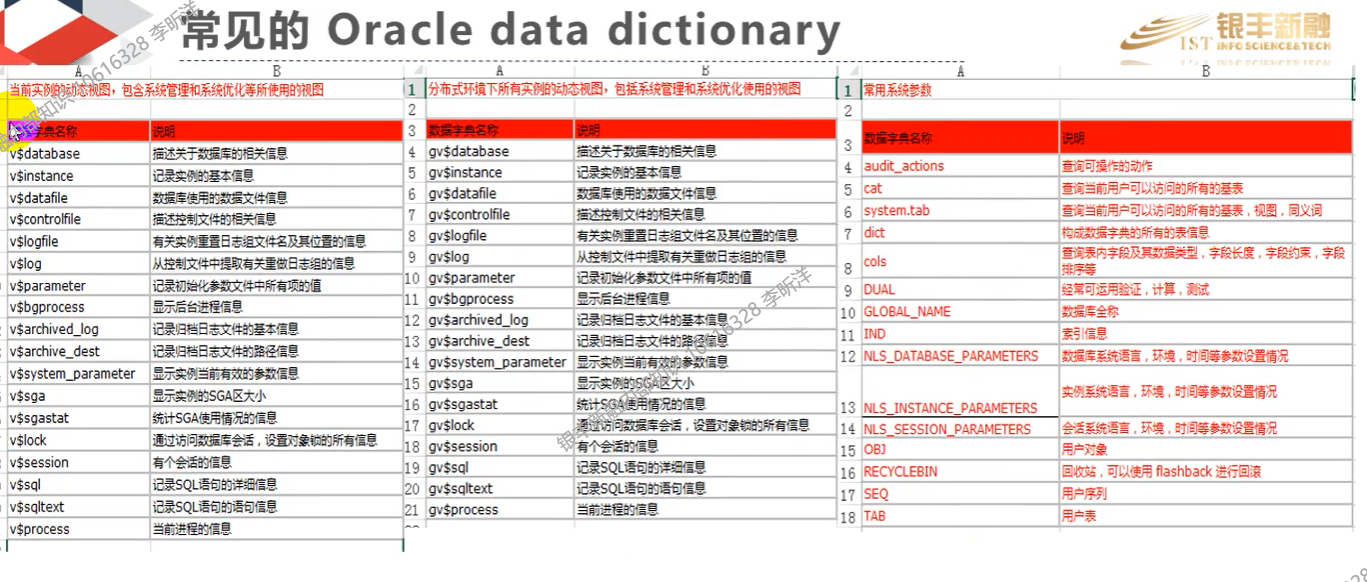 常见的 Oracle data dictionary
银丰新融
IST INFO SCIENCE&TECH
A B
当前实例的动态视图，包含系统管理和系统优化等所使用的视图
字典名称 说明
v$database 描述关于数据库的相关信息
v$instance 记录实例的基本信息
v$datafile 数据库使用的数据文件信息
v$controlfile 描述控制文件的相关信息
v$logfile 有关实例重置日志组文件名及其位置的信息
v$log 从控制文件中提取有关重做日志组的信息
v$parameter 记录初始化参数文件中所有项的值
v$bgprocess 显示后台进程信息
v$archived_log 记录归档日志文件的基本信息
v$archive_dest 记录归档日志文件的路径信息
v$system_parameter 显示实例当前有效的参数信息
v$sga 显示实例的SGA区大小
v$sgastat 统计SGA使用情况的信息
v$lock 通过访问数据库会话，设置对象锁的所有信息
v$session 有个会话的信息
v$sql 记录SQL语句的详细信息
v$sqltext 记录SQL语句的语句信息
v$process 当前进程的信息
A B
1 分布式环境下所有实例的动态视图，包括系统管理和系统优化使用的视图
2
3 数据字典名称 说明
4 gv$database 描述关于数据库的相关信息
5 gv$instance 记录实例的基本信息
6 gv$datafile 数据库使用的数据文件信息
7 gv$controlfile 描述控制文件的相关信息
8 gv$logfile 有关实例重置日志组文件名及其位置的信息
9 gv$log 从控制文件中提取有关重做日志组的信息
10 gv$parameter 记录初始化参数文件中所有项的值
11 gv$bgprocess 显示后台进程信息
12 gv$archived_log 记录归档日志文件的基本信息
13 gv$archive_dest 记录归档日志文件的路径信息
14 gv$system_parameter 显示实例当前有效的参数信息
15 gv$sga 显示实例的SGA区大小
16 gv$sgastat 统计SGA使用情况的信息
17 gv$lock 通过访问数据库会话，设置对象锁的所有信息
18 gv$session 有个会话的信息
19 gv$sql 记录SQL语句的详细信息
20 gv$sqltext 记录SQL语句的语句信息
21 gv$process 当前进程的信息
A B
1 常用系统参数
2
3 数据字典名称 说明
4 audit_actions 查询可操作的动作
5 cat 查询当前用户可以访问的所有的基表
6 system.tab 查询当前用户可以访问的所有的基表，视图，同义词
7 dict 构成数据字典的所有的表信息
8 cols 查询表内字段及其数据类型，字段长度，字段约束，字段
排序等
9 DUAL 经常可运用验证，计算，测试
10 GLOBAL_NAME 数据库全称
11 IND 索引信息
12 NLS_DATABASE_PARAMETERS 数据库系统语言，环境，时间等参数设置情况
13 NLS_INSTANCE_PARAMETERS 实例系统语言，环境，时间等参数设置情况
14 NLS_SESSION_PARAMETERS 会话系统语言，环境，时间等参数设置情况
15 OBJ 用户对象
16 RECYCLEBIN 回收站，可以使用 flashback 进行回滚
17 SEQ 用户序列
18 TAB 用户表
10616328 李昕洋